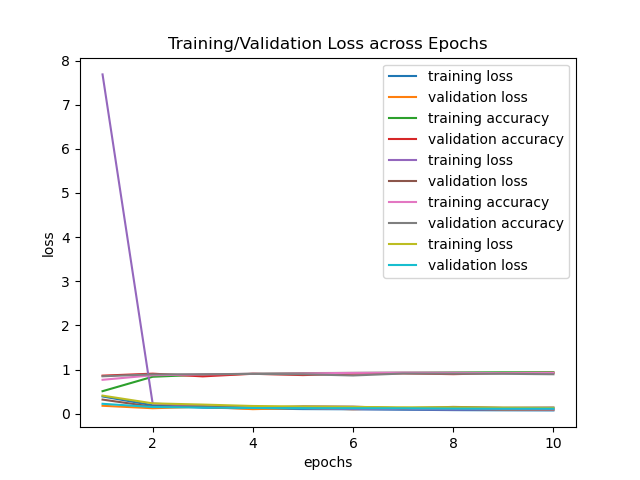 Training/Validation Loss across Epochs
8
7
6
5
4
3
2
1
0
loss
training loss
validation loss
training accuracy
validation accuracy
training loss
validation loss
training accuracy
validation accuracy
training loss
validation loss
2
4
6
8
10
epochs